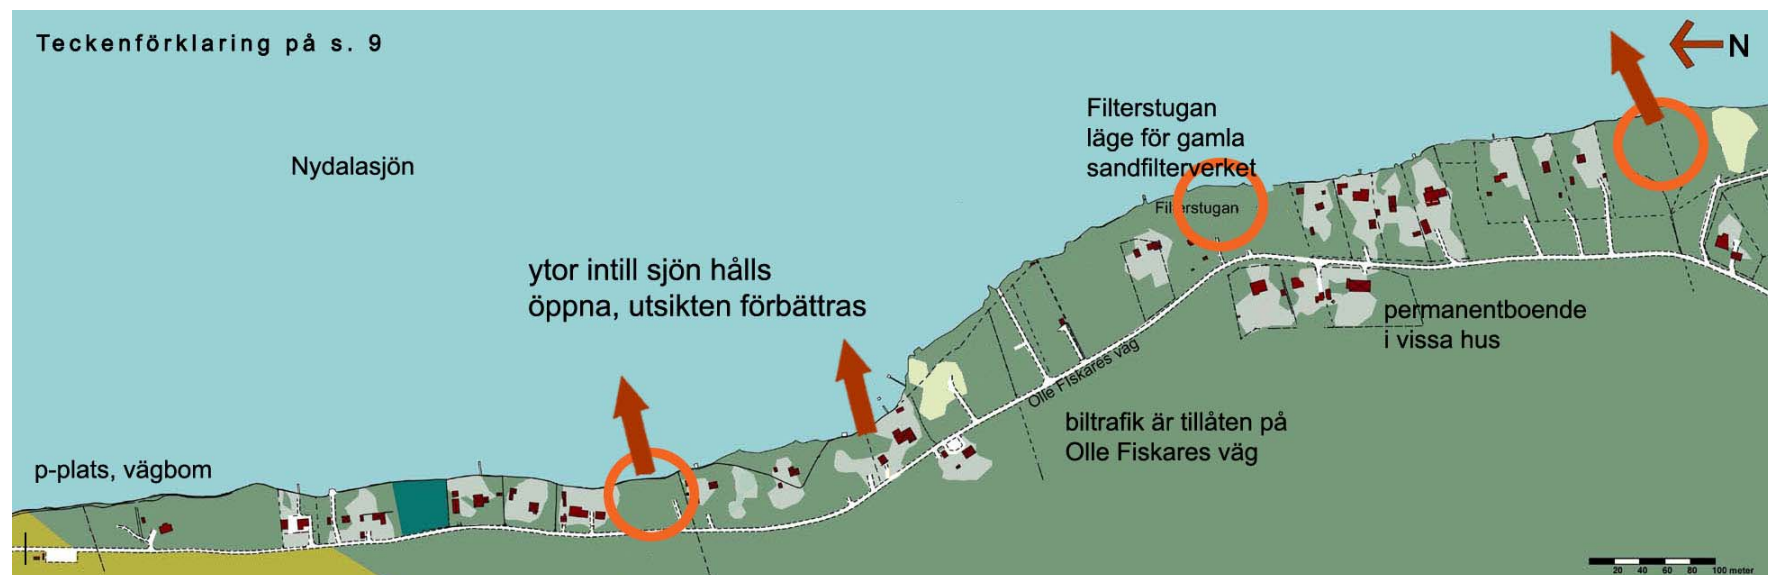 Teckenförklaring på s. 9
N
Filterstugan
läge för gamla
sandfilterverket
Nydalasjön
Filterstugan
ytor intill sjön hålls
öppna, utsikten förbättras
permanentboende
i vissa hus
Olle FIskares väg
biltrafik är tillåten på
Olle Fiskares väg
p-plats, vägbom
20 40 60 80 100 meter